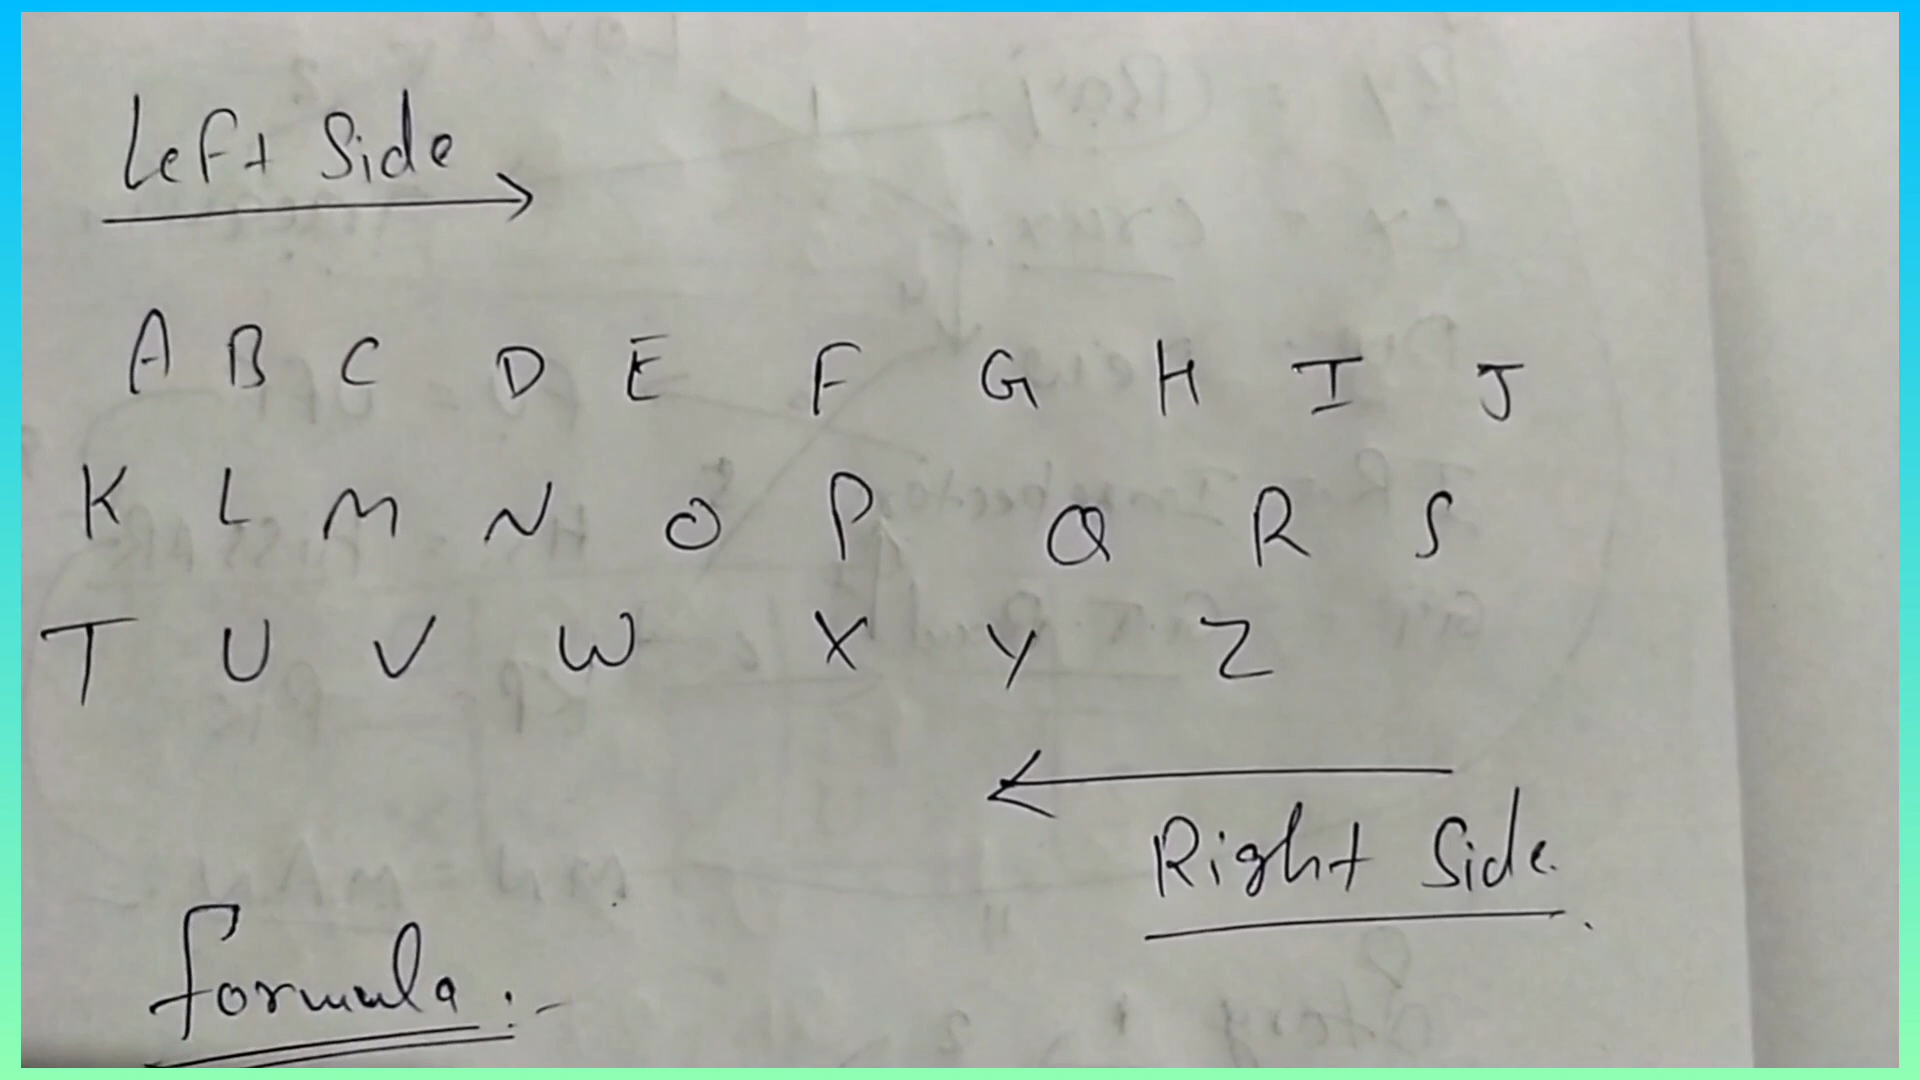 Left Side
A B C D E F G H I J
K L M N O P Q R S
T U V W X Y Z
Right Side.
Formula :-